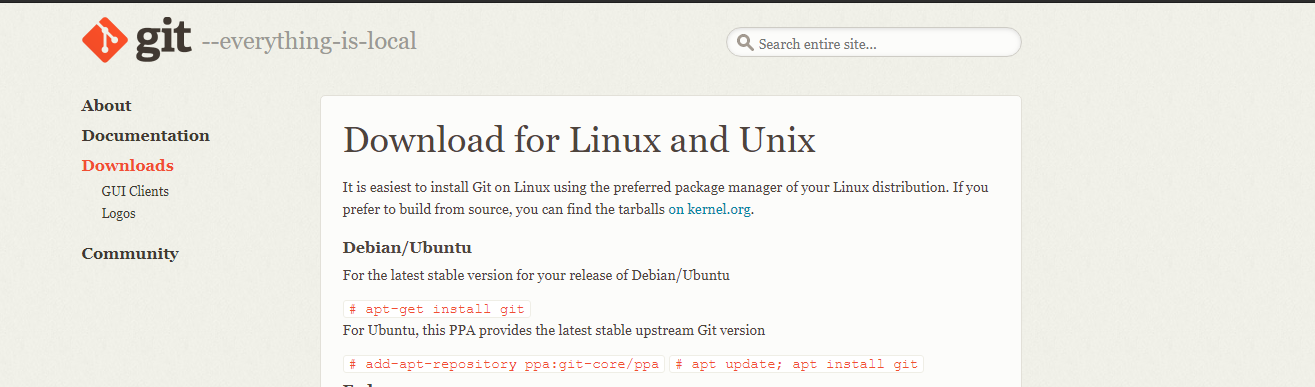 git --everything-is-local
Search entire site...
About
Documentation
Downloads
GUI Clients
Logos
Community
Download for Linux and Unix
It is easiest to install Git on Linux using the preferred package manager of your Linux distribution. If you
prefer to build from source, you can find the tarballs on kernel.org.
Debian/Ubuntu
For the latest stable version for your release of Debian/Ubuntu
# apt-get install git
For Ubuntu, this PPA provides the latest stable upstream Git version
# add-apt-repository ppa:git-core/ppa # apt update; apt install git